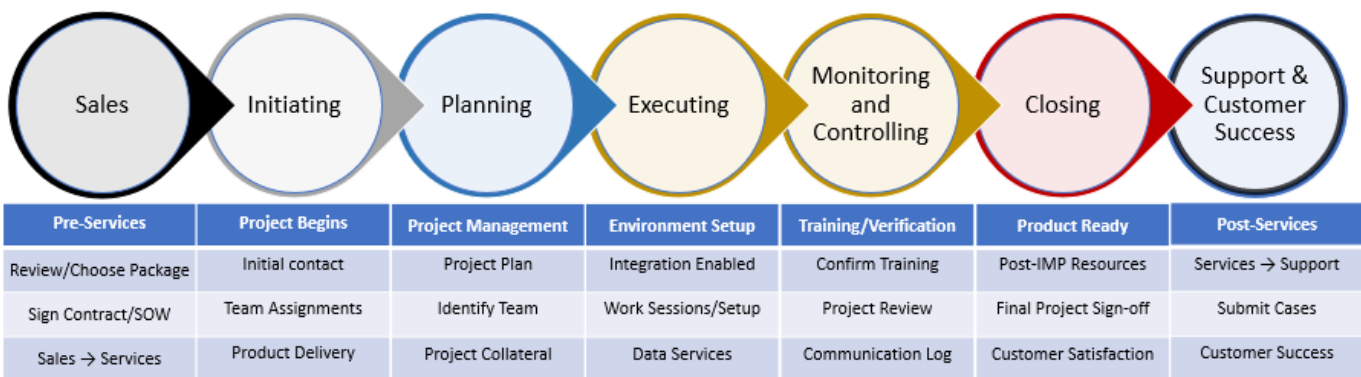 Sales
Initiating
Planning
Executing
Monitoring
and
Controlling
Closing
Support &
Customer
Success
Pre-Services
Project Begins
Project Management
Environment Setup
Training/Verification
Product Ready
Post-Services
Review/Choose Package
Initial contact
Project Plan
Integration Enabled
Confirm Training
Post-IMP Resources
Services → Support
Sign Contract/SOW
Team Assignments
Identify Team
Work Sessions/Setup
Project Review
Final Project Sign-off
Submit Cases
Sales → Services
Product Delivery
Project Collateral
Data Services
Communication Log
Customer Satisfaction
Customer Success